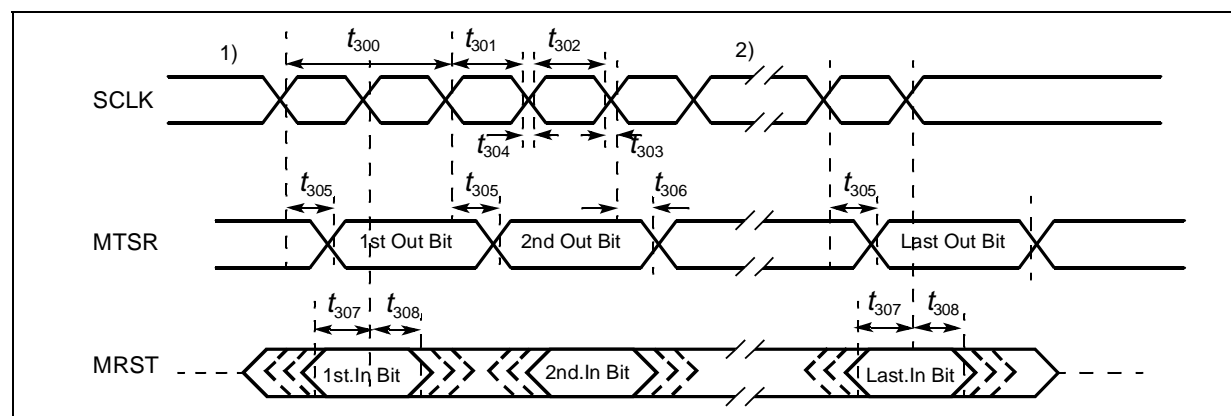 1) t300 t301 t302 2)
SCLK
t304 t303
t305 t305 t306 t305
MTSR 1st Out Bit 2nd Out Bit Last Out Bit
t307 t308 t307 t308
MRST 1st.In Bit 2nd.In Bit Last.In Bit